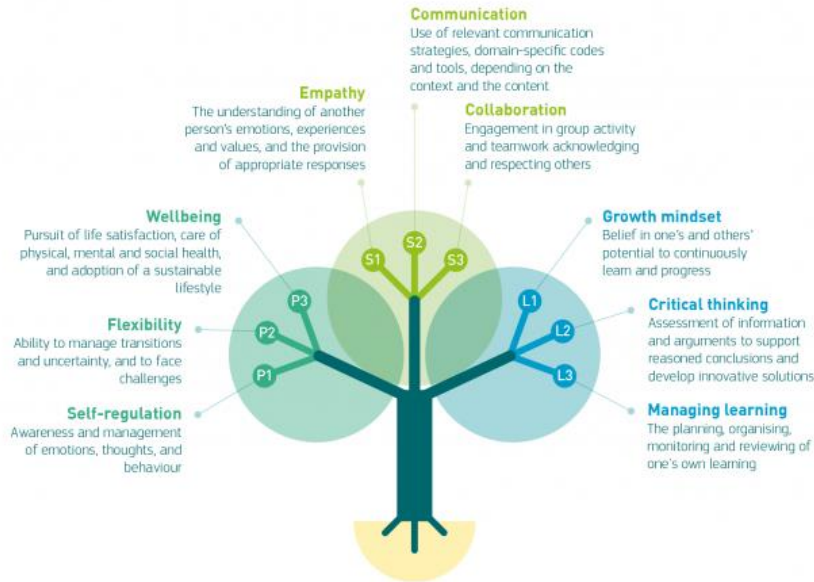 Communication
Use of relevant communication
strategies, domain-specific codes
and tools, depending on the
context and the content
Empathy
The understanding of another
person's emotions, experiences
and values, and the provision
of appropriate responses
Collaboration
Engagement in group activity
and teamwork acknowledging
and respecting others
Wellbeing
Pursuit of life satisfaction, care of
physical, mental and social health,
and adoption of a sustainable
lifestyle
Growth mindset
Belief in one's and others'
potential to continuously
learn and progress
Flexibility
Ability to manage transitions
and uncertainty, and to face
challenges
Critical thinking
Assessment of information
and arguments to support
reasoned conclusions and
develop innovative solutions
Self-regulation
Awareness and management
of emotions, thoughts, and
behaviour
Managing learning
The planning, organising,
monitoring and reviewing of
one's own learning
S1
S2
S3
P3
P2
P1
L1
L2
L3